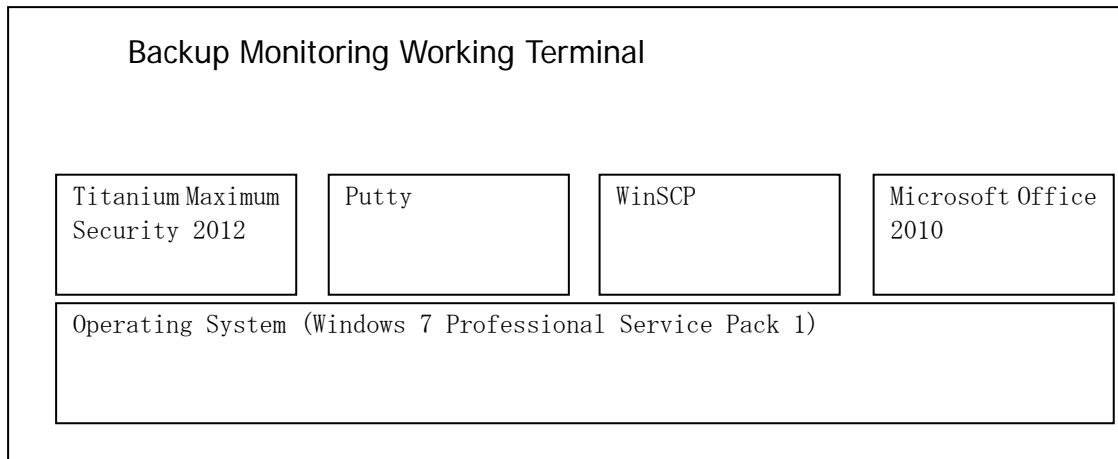 Backup Monitoring Working Terminal
Titanium Maximum
Security 2012
Putty
WinSCP
Microsoft Office
2010
Operating System (Windows 7 Professional Service Pack 1)